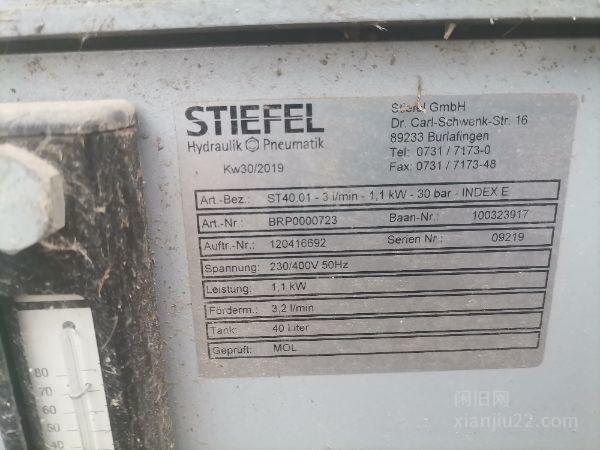 STIEFEL
Hydraulik Pneumatik
Kw30/2019
Stiefel GmbH
Dr. Carl-Schwenk-Str. 16
89233 Burlafingen
Tel: 0731 / 7173-0
Fax: 0731 / 7173-48
Art.-Bez.: ST40.01 - 3 l/min - 1,1 kW - 30 bar - INDEX E
Art.-Nr.: BRP0000723 Baan-Nr.: 100323917
Auftr.-Nr.: 120416692 Serien Nr.: 09219
Spannung: 230/400V 50Hz
Leistung: 1,1 kW
Förderm.: 3,2 l/min
Tank: 40 Liter
Geprüft: MOL
80
70
60
50
40
闲旧网
xianjiu22.com